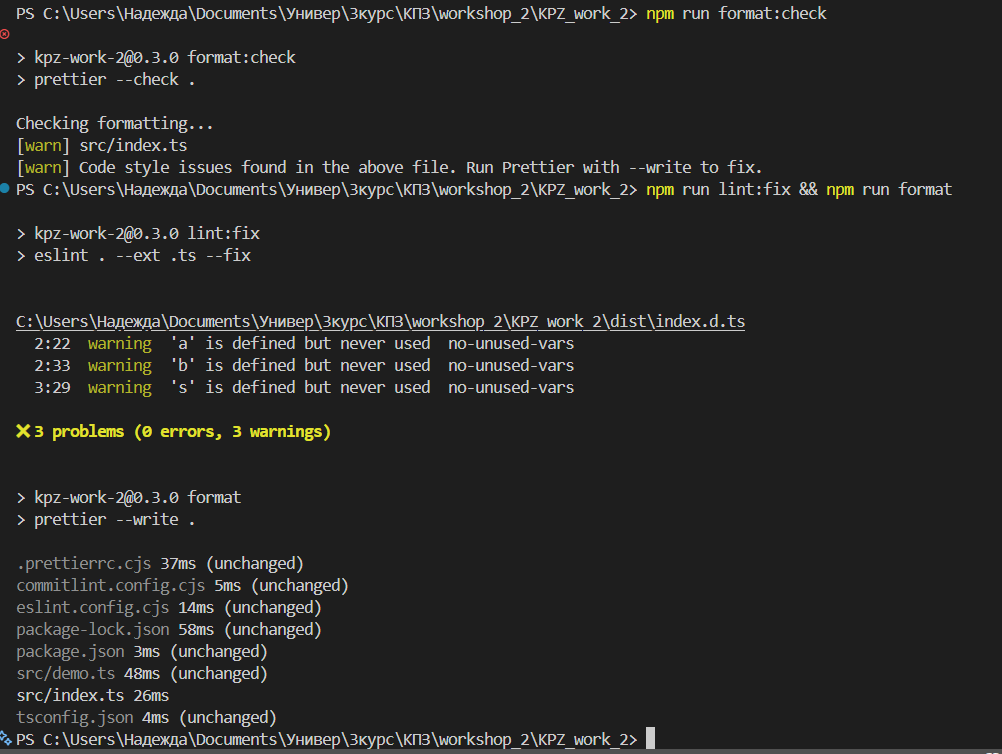 PS C:\Users\Надежда\Documents\Универ\3курс\КПЗ\workshop_2\KPZ_work_2> npm run format:check
> kpz-work-2@0.3.0 format:check
> prettier --check .
Checking formatting...
[warn] src/index.ts
[warn] Code style issues found in the above file. Run Prettier with --write to fix.
PS C:\Users\Надежда\Documents\Универ\3курс\КПЗ\workshop_2\KPZ_work_2> npm run lint:fix && npm run format
> kpz-work-2@0.3.0 lint:fix
> eslint . --ext .ts --fix
C:\Users\Надежда\Documents\Универ\3курс\КПЗ\workshop_2\KPZ_work_2\dist\index.d.ts
2:22 warning 'a' is defined but never used no-unused-vars
2:33 warning 'b' is defined but never used no-unused-vars
3:29 warning 's' is defined but never used no-unused-vars
✖ 3 problems (0 errors, 3 warnings)
> kpz-work-2@0.3.0 format
> prettier --write .
.prettierrc.cjs 37ms (unchanged)
commitlint.config.cjs 5ms (unchanged)
eslint.config.cjs 14ms (unchanged)
package-lock.json 58ms (unchanged)
package.json 3ms (unchanged)
src/demo.ts 48ms (unchanged)
src/index.ts 26ms
tsconfig.json 4ms (unchanged)
PS C:\Users\Надежда\Documents\Универ\3курс\КПЗ\workshop_2\KPZ_work_2>